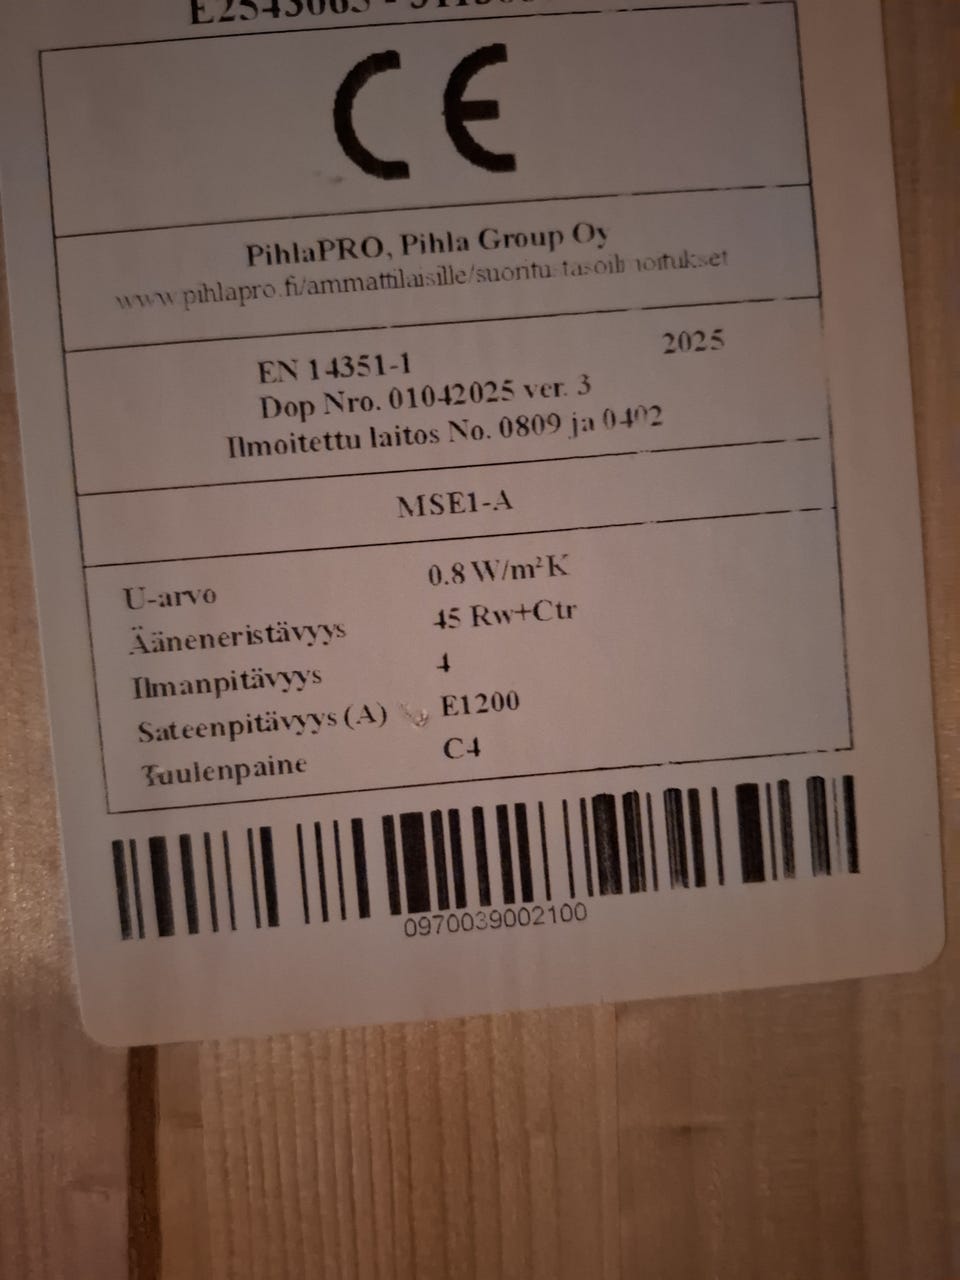 CE
PihlaPRO, Pihla Group Oy
www.pihlapro.fi/ammattilaisille/suoritustasoilmoitukset
EN 14351-1 2025
Dop Nro. 01042025 ver. 3
Ilmoitettu laitos No. 0809 ja 0402
MSE1-A
U-arvo 0.8 W/m²K
Ääneneristävyys 45 Rw+Ctr
Ilmanpitävyys 4
Sateenpitävyys (A) E1200
Tuulenpaine C4
0970039002100